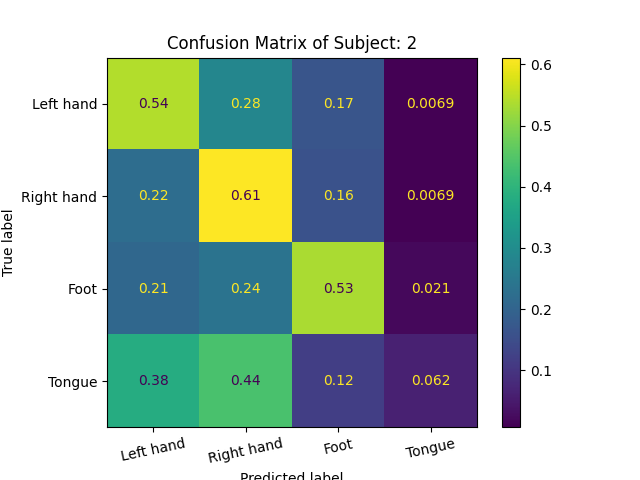 Confusion Matrix of Subject: 2
True label
Left hand 0.54 0.28 0.17 0.0069
Right hand 0.22 0.61 0.16 0.0069
Foot 0.21 0.24 0.53 0.021
Tongue 0.38 0.44 0.12 0.062
Left hand Right hand Foot Tongue
Predicted label
0.6
0.5
0.4
0.3
0.2
0.1